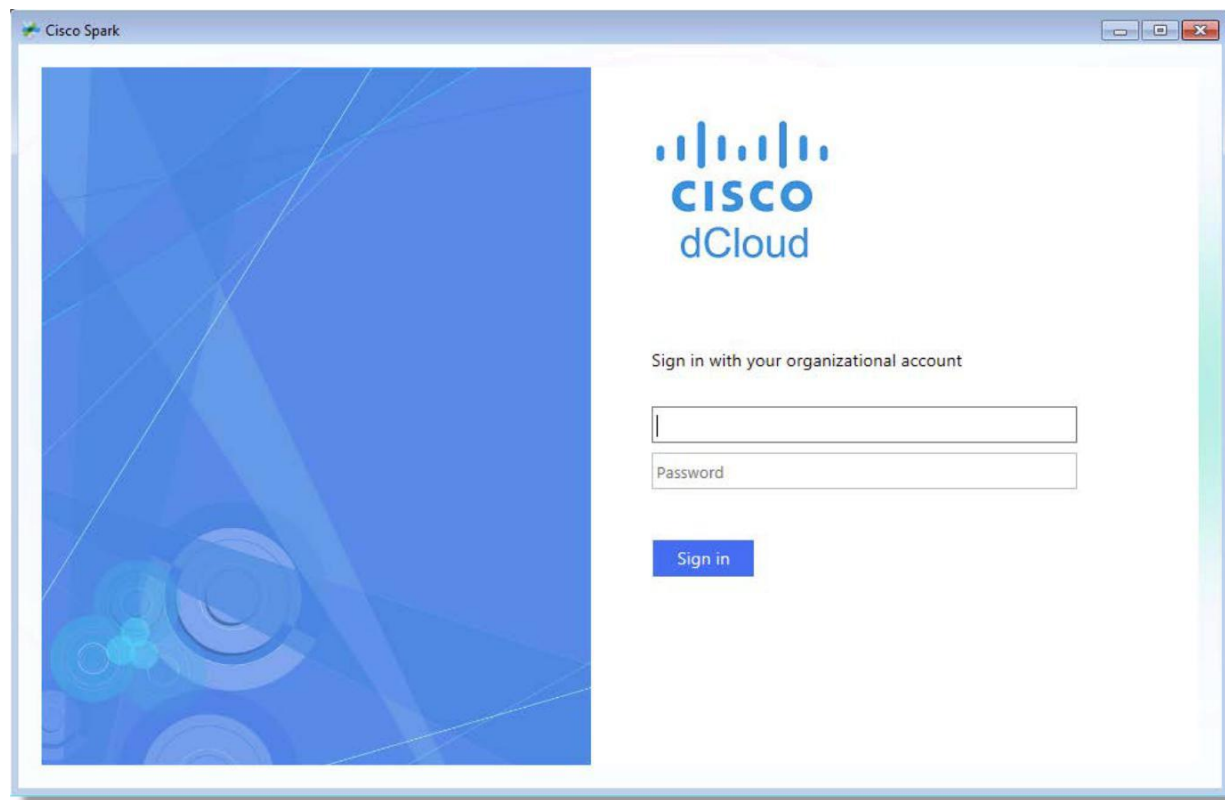 Cisco Spark
CISCO
dCloud
Sign in with your organizational account
Password
Sign in